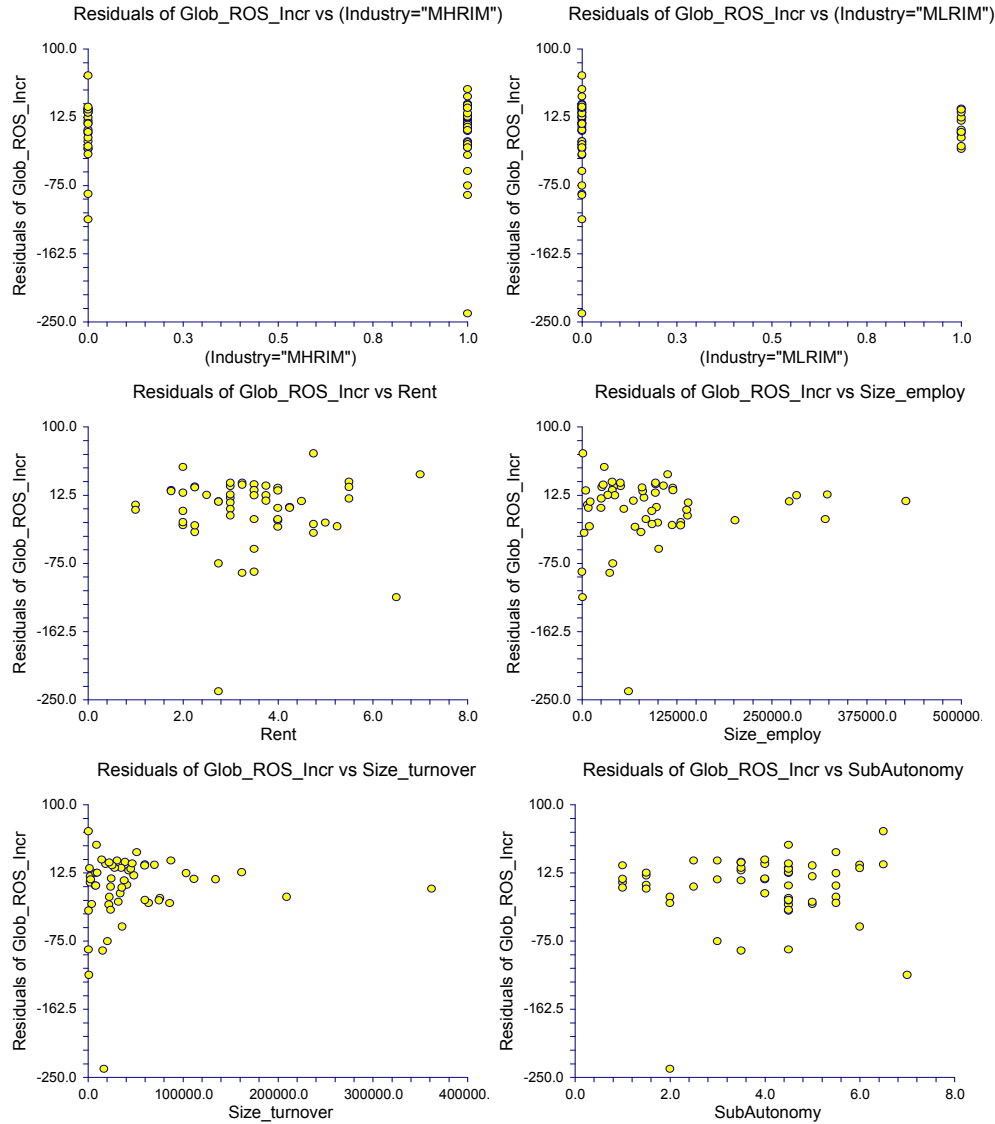 Residuals of Glob_ROS_Incr vs (Industry="MHRIM")
Residuals of Glob_ROS_Incr vs (Industry="MLRIM")
100.0
12.5
-75.0
-162.5
-250.0
Residuals of Glob_ROS_Incr
0.0 0.3 0.5 0.8 1.0
(Industry="MHRIM")
100.0
12.5
-75.0
-162.5
-250.0
Residuals of Glob_ROS_Incr
0.0 0.3 0.5 0.8 1.0
(Industry="MLRIM")
Residuals of Glob_ROS_Incr vs Rent
Residuals of Glob_ROS_Incr vs Size_employ
100.0
12.5
-75.0
-162.5
-250.0
Residuals of Glob_ROS_Incr
0.0 2.0 4.0 6.0 8.0
Rent
100.0
12.5
-75.0
-162.5
-250.0
Residuals of Glob_ROS_Incr
0.0 125000.0 250000.0 375000.0 500000.
Size_employ
Residuals of Glob_ROS_Incr vs Size_turnover
Residuals of Glob_ROS_Incr vs SubAutonomy
100.0
12.5
-75.0
-162.5
-250.0
Residuals of Glob_ROS_Incr
0.0 100000.0 200000.0 300000.0 400000.
Size_turnover
100.0
12.5
-75.0
-162.5
-250.0
Residuals of Glob_ROS_Incr
0.0 2.0 4.0 6.0 8.0
SubAutonomy